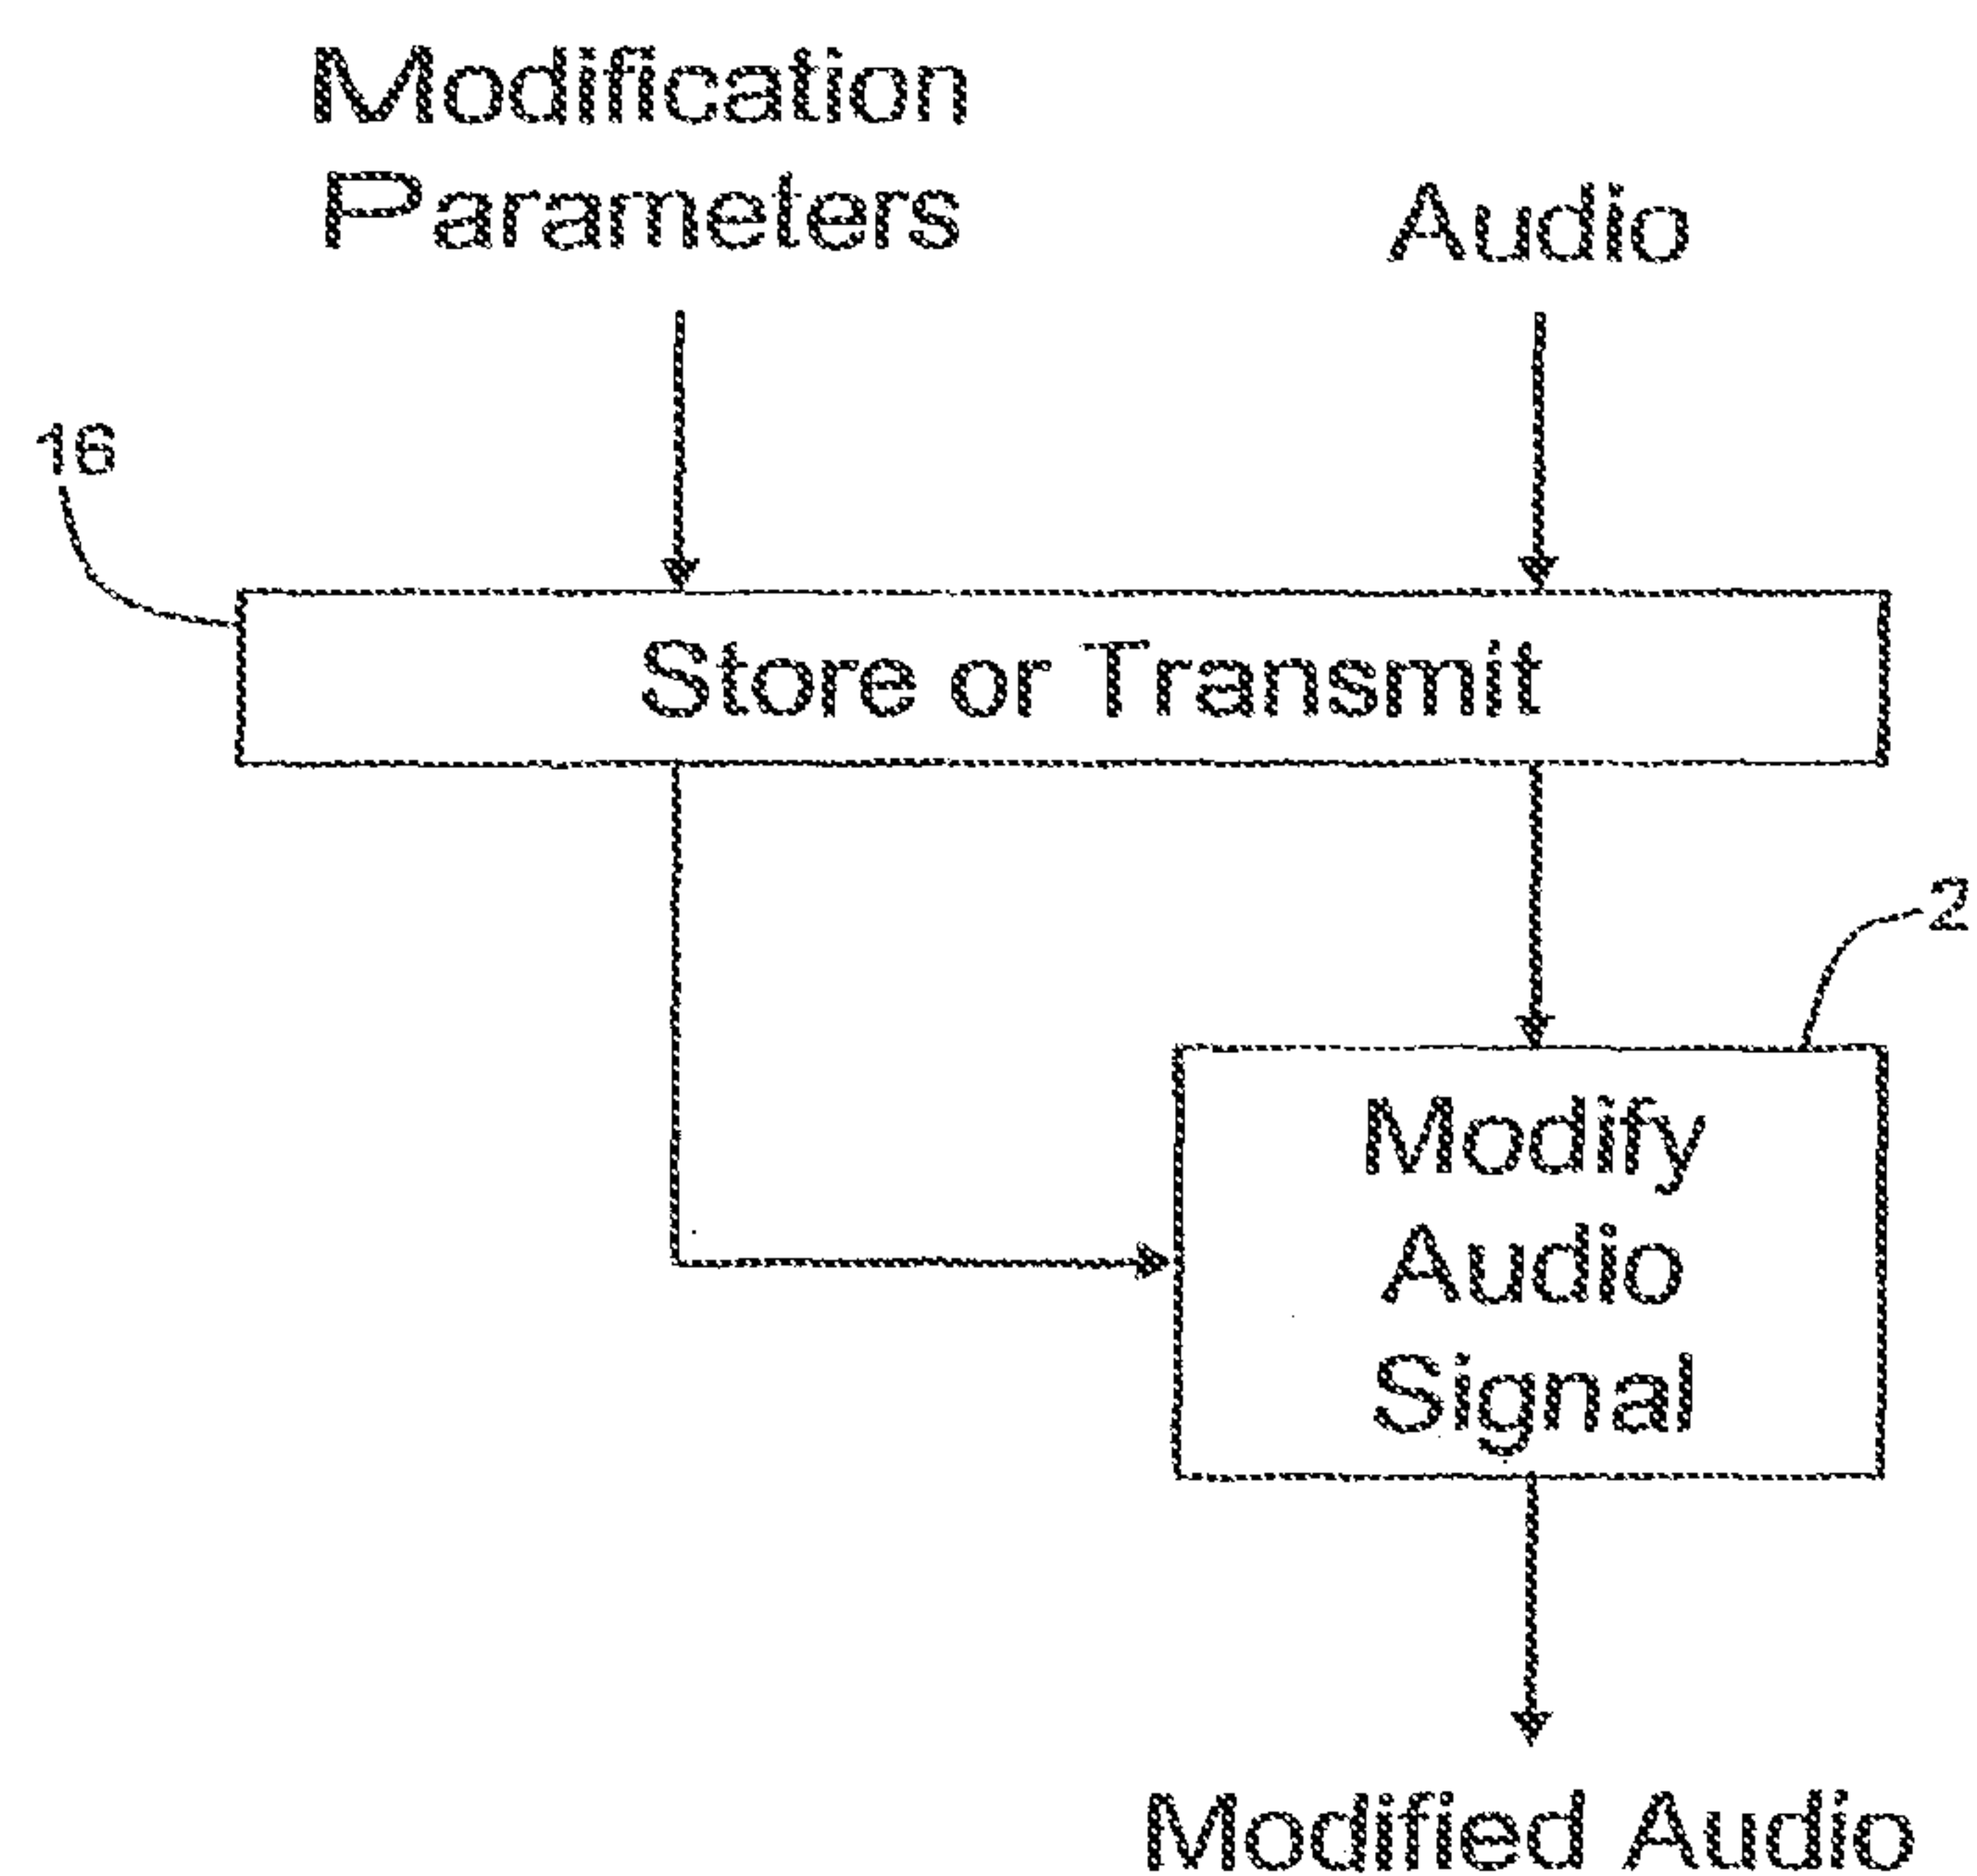 Modification
Parameters
Audio
16
Store or Transmit
2
Modify
Audio
Signal
Modified Audio